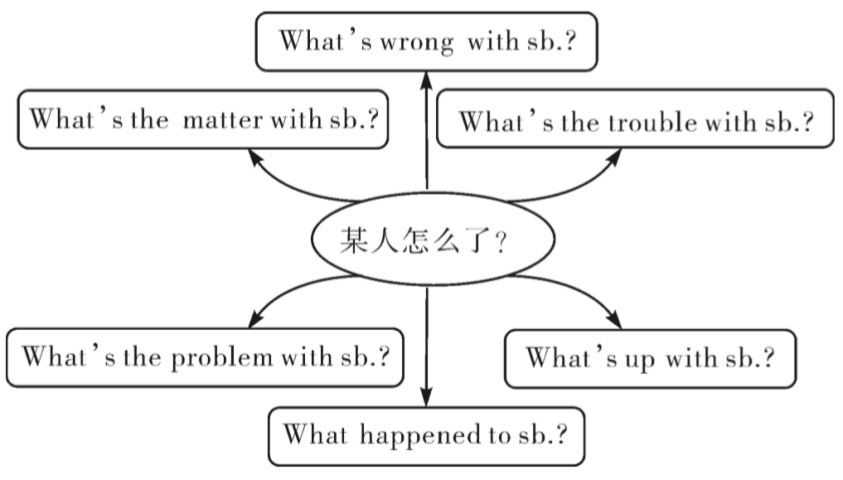 What's wrong with sb.?
What's the matter with sb.?
What's the trouble with sb.?
某人怎么了?
What's the problem with sb.?
What's up with sb.?
What happened to sb.?